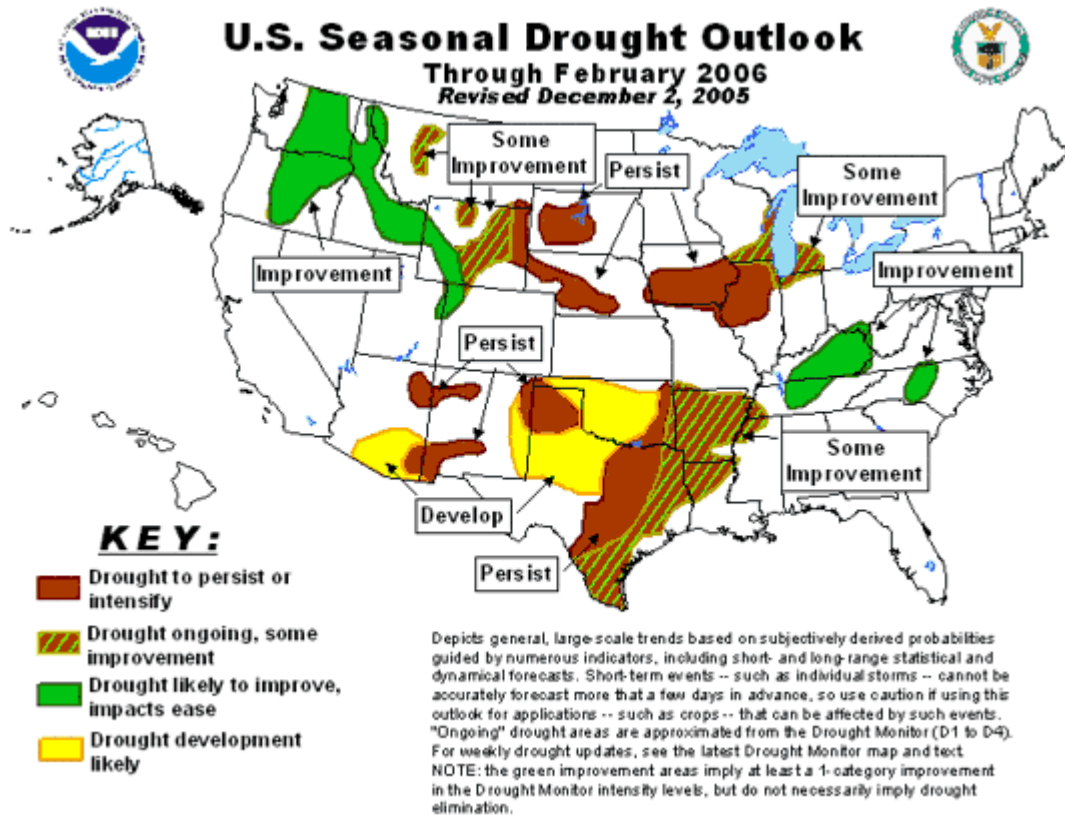 NOAA
U.S. Seasonal Drought Outlook
Through February 2006
Revised December 2, 2005
Some
Improvement
Persist
Some
Improvement
Improvement
Improvement
Persist
Some
Improvement
Develop
Persist
KEY:
Drought to persist or
intensify
Drought ongoing, some
improvement
Drought likely to improve,
impacts ease
Drought development
likely
Depicts general, large-scale trends based on subjectively derived probabilities
guided by numerous indicators, including short- and long-range statistical and
dynamical forecasts. Short-term events -- such as individual storms -- cannot be
accurately forecast more that a few days in advance, so use caution if using this
outlook for applications -- such as crops -- that can be affected by such events.
"Ongoing" drought areas are approximated from the Drought Monitor (D1 to D4).
For weekly drought updates, see the latest Drought Monitor map and text.
NOTE: the green improvement areas imply at least a 1-category improvement
in the Drought Monitor intensity levels, but do not necessarily imply drought
elimination.